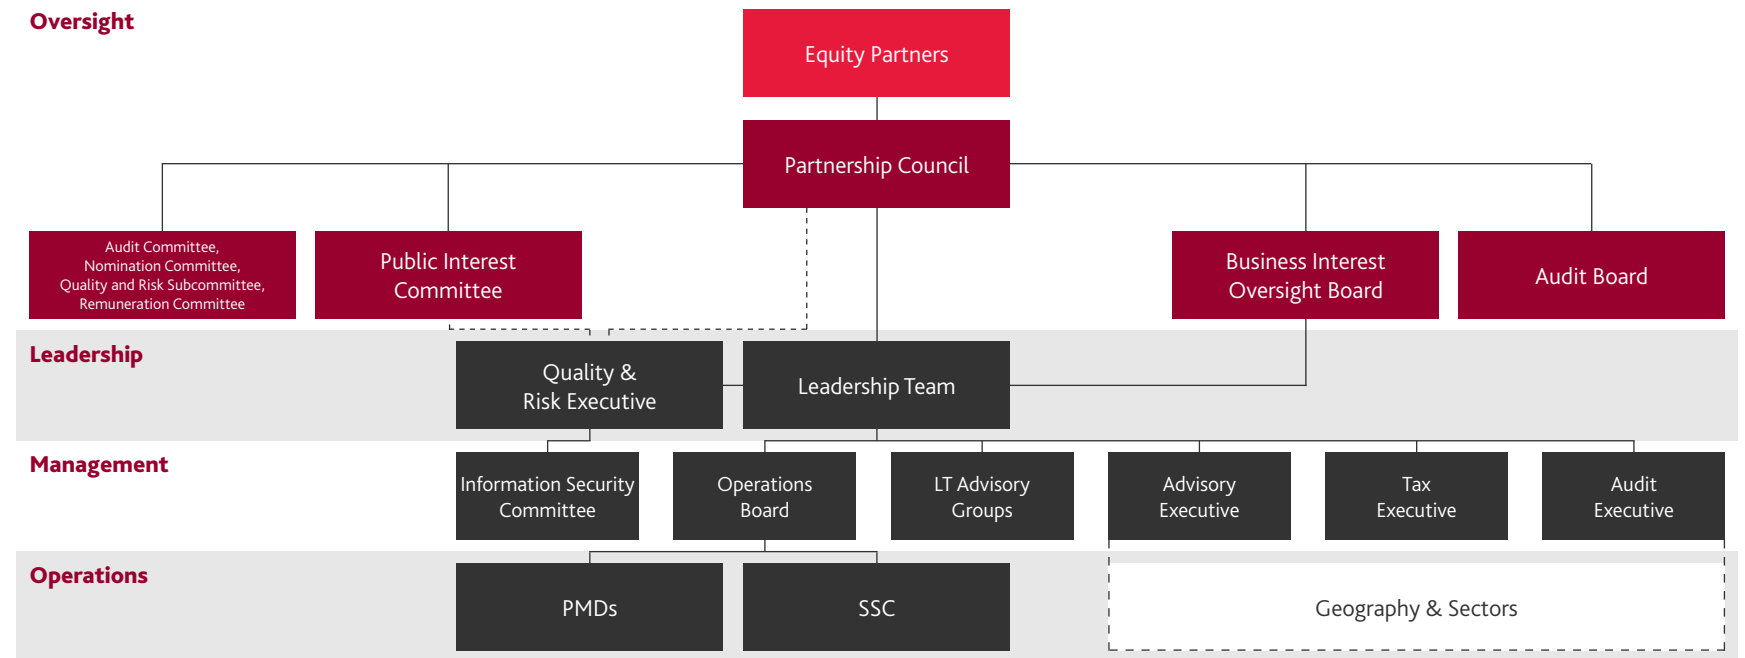 Oversight
Equity Partners
Partnership Council
Audit Committee,
Nomination Committee,
Quality and Risk Subcommittee,
Remuneration Committee
Public Interest
Committee
Business Interest
Oversight Board
Audit Board
Leadership
Quality &
Risk Executive
Leadership Team
Management
Information Security
Committee
Operations
Board
LT Advisory
Groups
Advisory
Executive
Tax
Executive
Audit
Executive
Operations
PMDs
SSC
Geography & Sectors